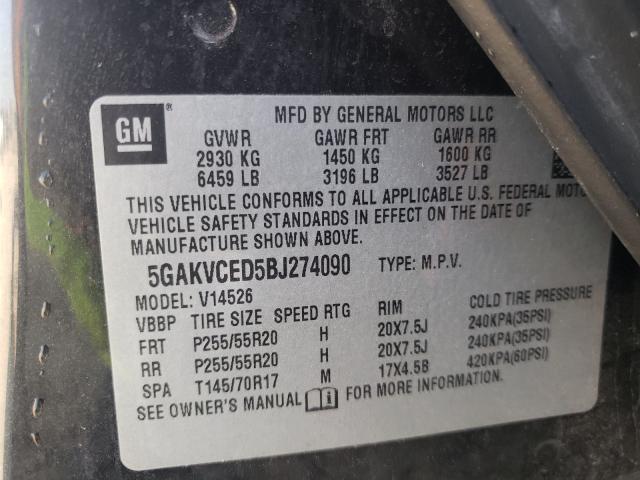 GM ®
MFD BY GENERAL MOTORS LLC
GVWR GAWR FRT GAWR RR
2930 KG 1450 KG 1600 KG
6459 LB 3196 LB 3527 LB
THIS VEHICLE CONFORMS TO ALL APPLICABLE U.S. FEDERAL MOTO
VEHICLE SAFETY STANDARDS IN EFFECT ON THE DATE OF
MANUFACTURE SHOWN ABOVE.
5GAKVCED5BJ274090 TYPE: M.P.V.
MODEL: V14526
VBBP TIRE SIZE SPEED RTG RIM COLD TIRE PRESSURE
FRT P255/55R20 H 20X7.5J 240KPA(35PSI)
RR P255/55R20 H 20X7.5J 240KPA(35PSI)
SPA T145/70R17 M 17X4.5B 420KPA(60PSI)
SEE OWNER'S MANUAL i FOR MORE INFORMATION.